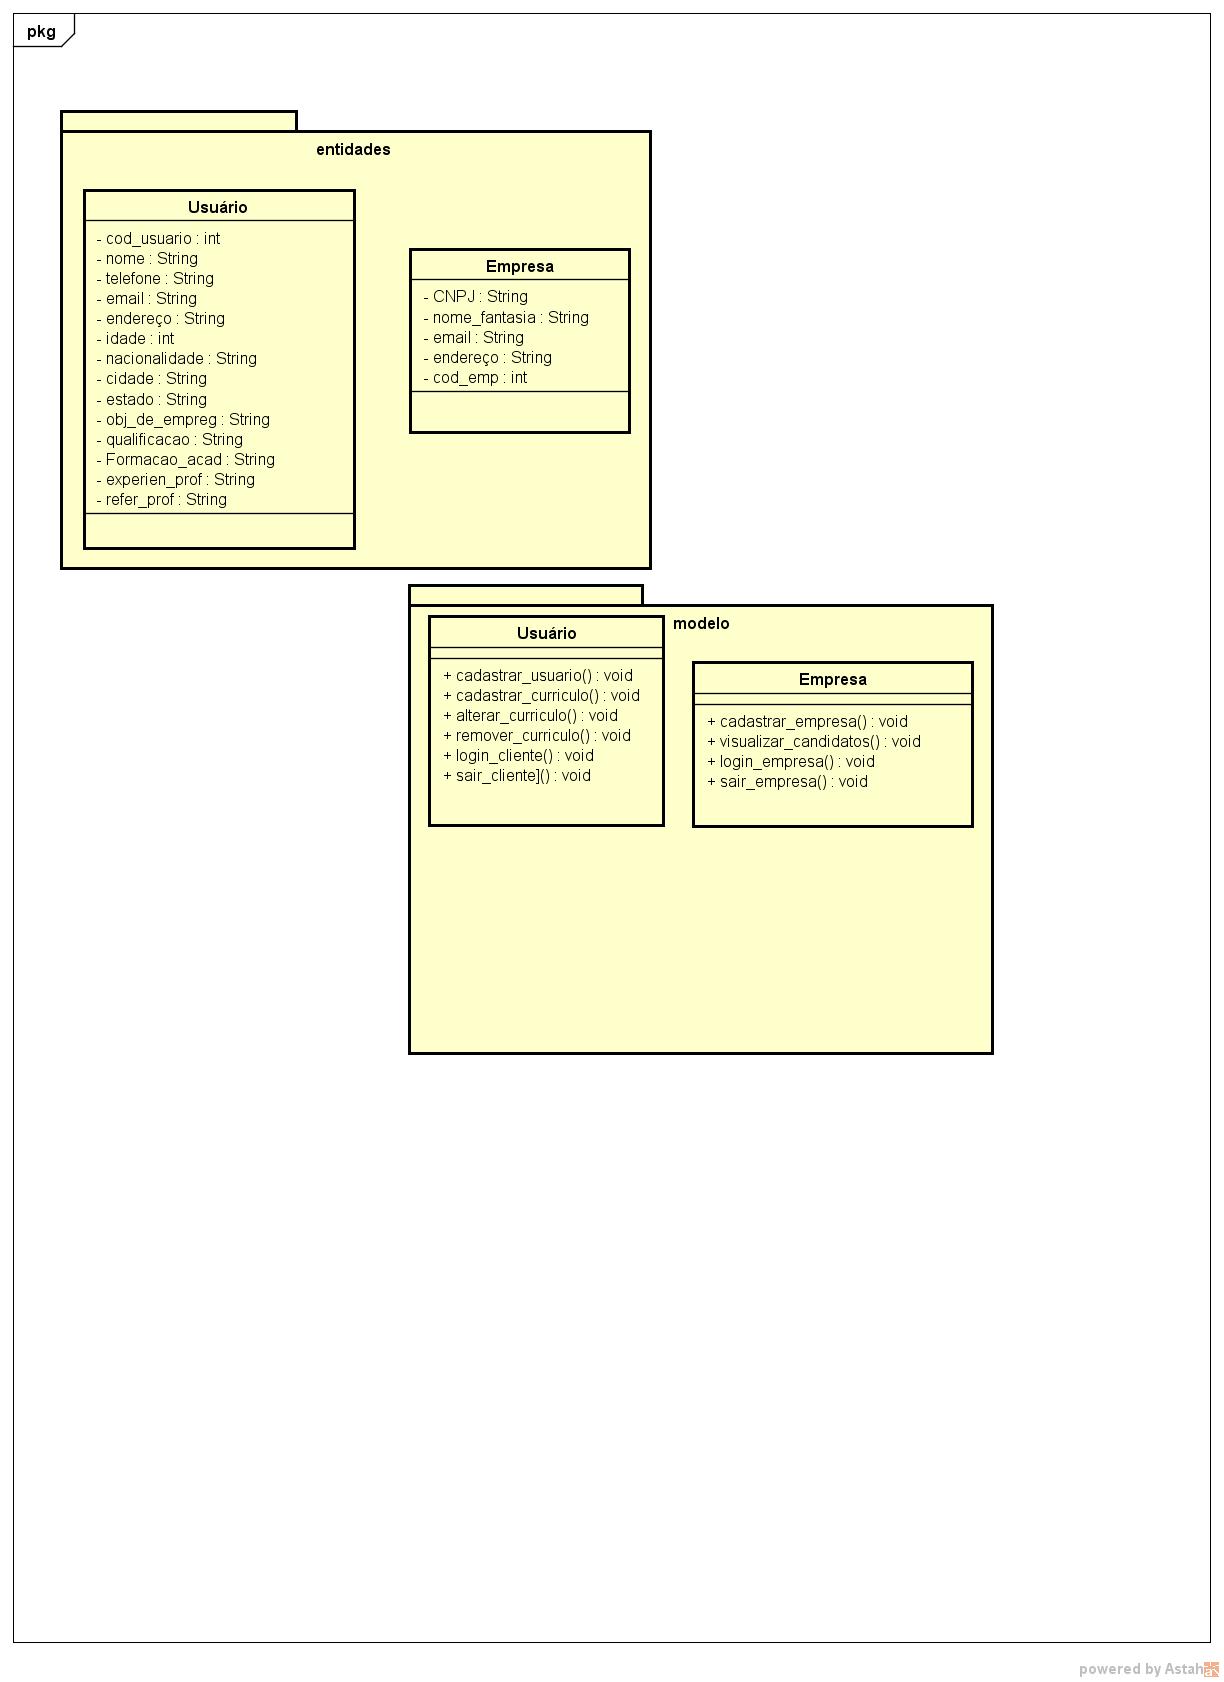 pkg
entidades
Usuário
- cod_usuario : int
- nome : String
- telefone : String
- email : String
- endereço : String
- idade : int
- nacionalidade : String
- cidade : String
- estado : String
- obj_de_empreg : String
- qualificacao : String
- Formacao_acad : String
- experien_prof : String
- refer_prof : String
Empresa
- CNPJ : String
- nome_fantasia : String
- email : String
- endereço : String
- cod_emp : int
modelo
Usuário
+ cadastrar_usuario() : void
+ cadastrar_curriculo() : void
+ alterar_curriculo() : void
+ remover_curriculo() : void
+ login_cliente() : void
+ sair_cliente]() : void
Empresa
+ cadastrar_empresa() : void
+ visualizar_candidatos() : void
+ login_empresa() : void
+ sair_empresa() : void
powered by Astah